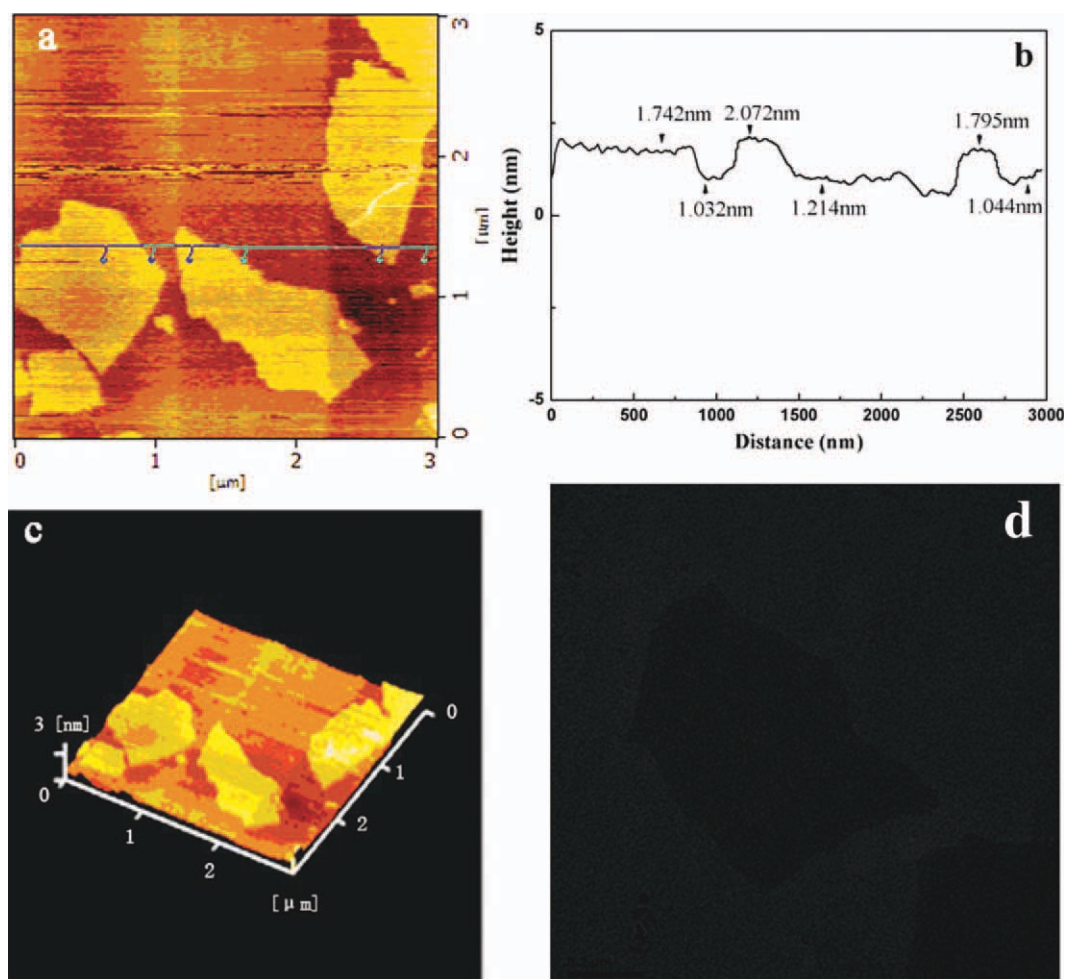 a
3
2
[μm]
1
0
0 1 2 3
[μm]
b
5
1.742nm 2.072nm 1.795nm
1.032nm 1.214nm 1.044nm
0
-5
Height (nm)
0 500 1000 1500 2000 2500 3000
Distance (nm)
c
3 [nm]
0
0
1
1
2
2
[μm]
d